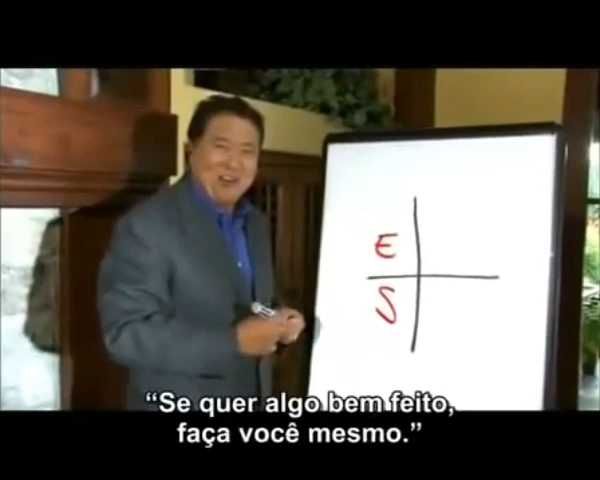 E
S
“Se quer algo bem feito,
faça você mesmo.”